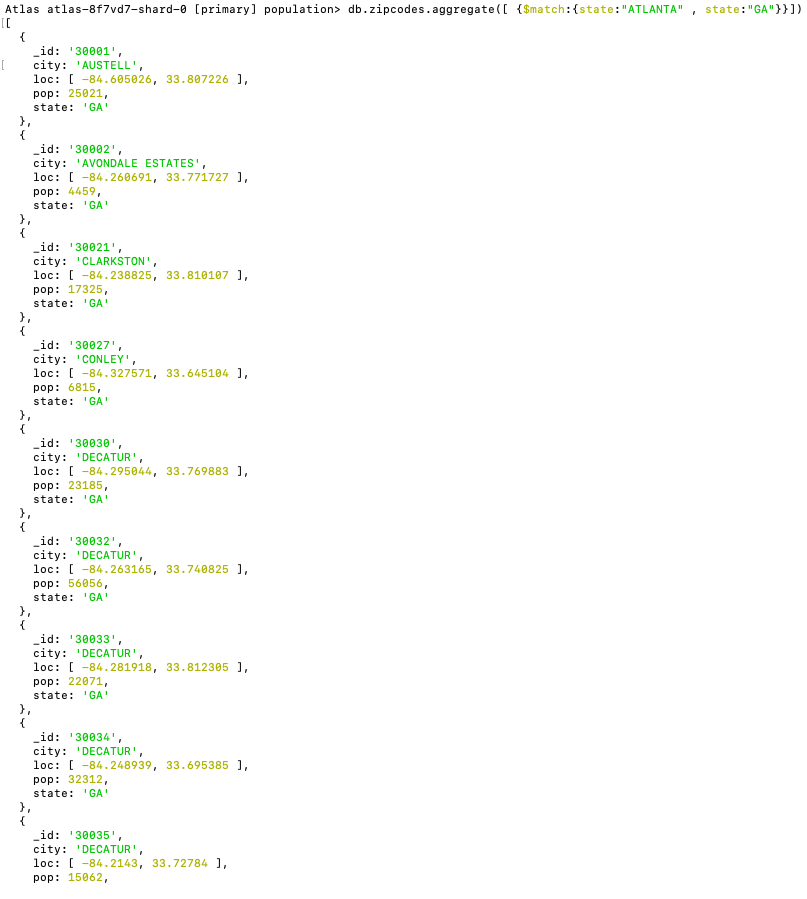 Atlas atlas-8f7vd7-shard-0 [primary] population> db.zipcodes.aggregate([ {$match:{state:"ATLANTA" , state:"GA"}}])
[[
  {
    _id: '30001',
[    city: 'AUSTELL',
    loc: [ -84.605026, 33.807226 ],
    pop: 25021,
    state: 'GA'
  },
  {
    _id: '30002',
    city: 'AVONDALE ESTATES',
    loc: [ -84.260691, 33.771727 ],
    pop: 4459,
    state: 'GA'
  },
  {
    _id: '30021',
    city: 'CLARKSTON',
    loc: [ -84.238825, 33.810107 ],
    pop: 17325,
    state: 'GA'
  },
  {
    _id: '30027',
    city: 'CONLEY',
    loc: [ -84.327571, 33.645104 ],
    pop: 6815,
    state: 'GA'
  },
  {
    _id: '30030',
    city: 'DECATUR',
    loc: [ -84.295044, 33.769883 ],
    pop: 23185,
    state: 'GA'
  },
  {
    _id: '30032',
    city: 'DECATUR',
    loc: [ -84.263165, 33.740825 ],
    pop: 56056,
    state: 'GA'
  },
  {
    _id: '30033',
    city: 'DECATUR',
    loc: [ -84.281918, 33.812305 ],
    pop: 22071,
    state: 'GA'
  },
  {
    _id: '30034',
    city: 'DECATUR',
    loc: [ -84.248939, 33.695385 ],
    pop: 32312,
    state: 'GA'
  },
  {
    _id: '30035',
    city: 'DECATUR',
    loc: [ -84.2143, 33.72784 ],
    pop: 15062,